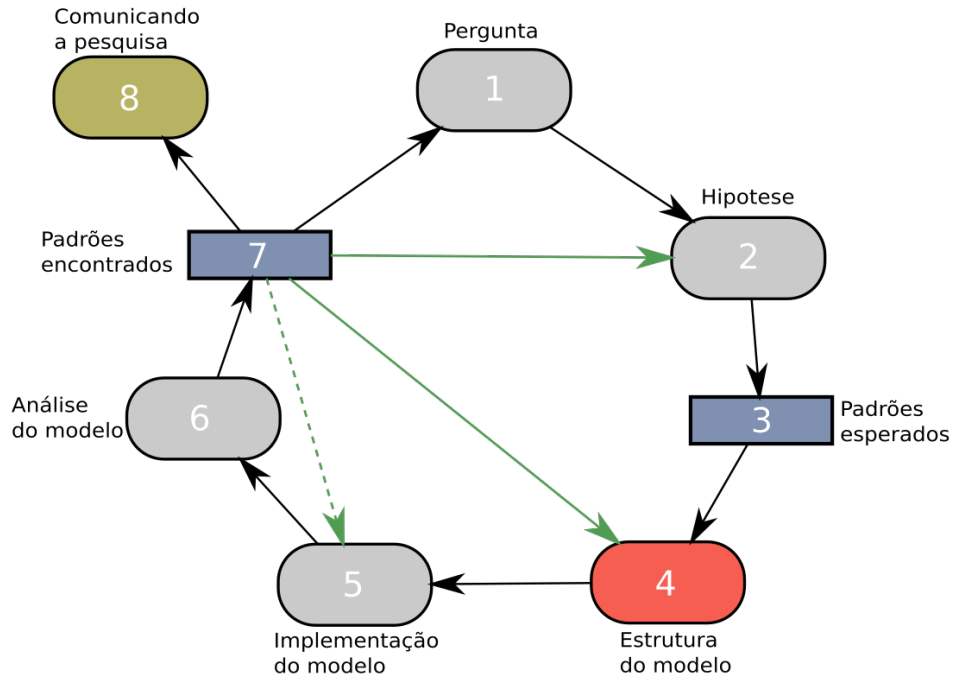 Comunicando
a pesquisa
8
Pergunta
1
Hipotese
2
Padrões
encontrados
7
Padrões
esperados
3
Análise
do modelo
6
Implementação
do modelo
5
Estrutura
do modelo
4